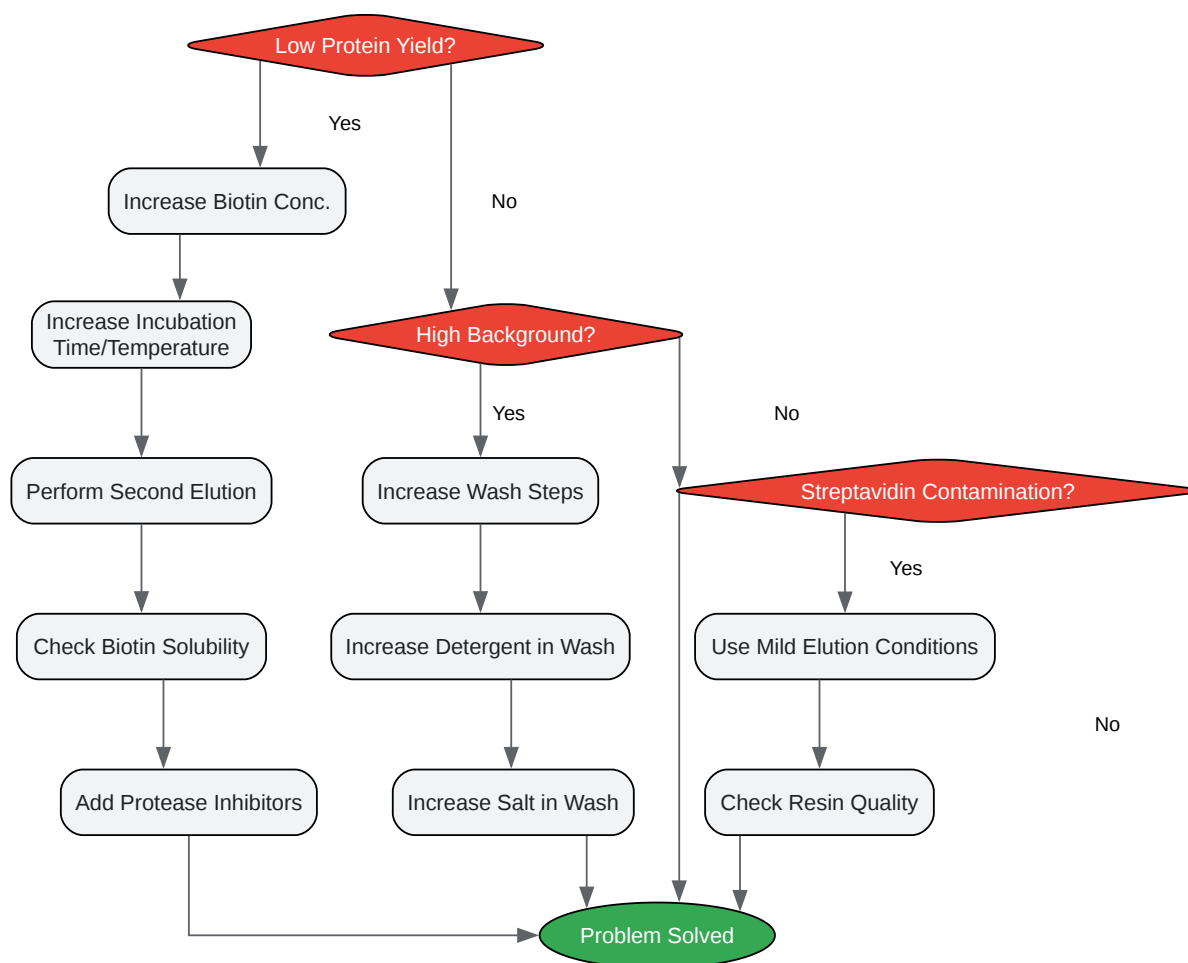 Low Protein Yield?
Yes
Increase Biotin Conc.
No
Increase Incubation
Time/Temperature
High Background?
Yes
No
Perform Second Elution
Increase Wash Steps
Streptavidin Contamination?
Yes
Check Biotin Solubility
Increase Detergent in Wash
Use Mild Elution Conditions
No
Add Protease Inhibitors
Increase Salt in Wash
Check Resin Quality
Problem Solved